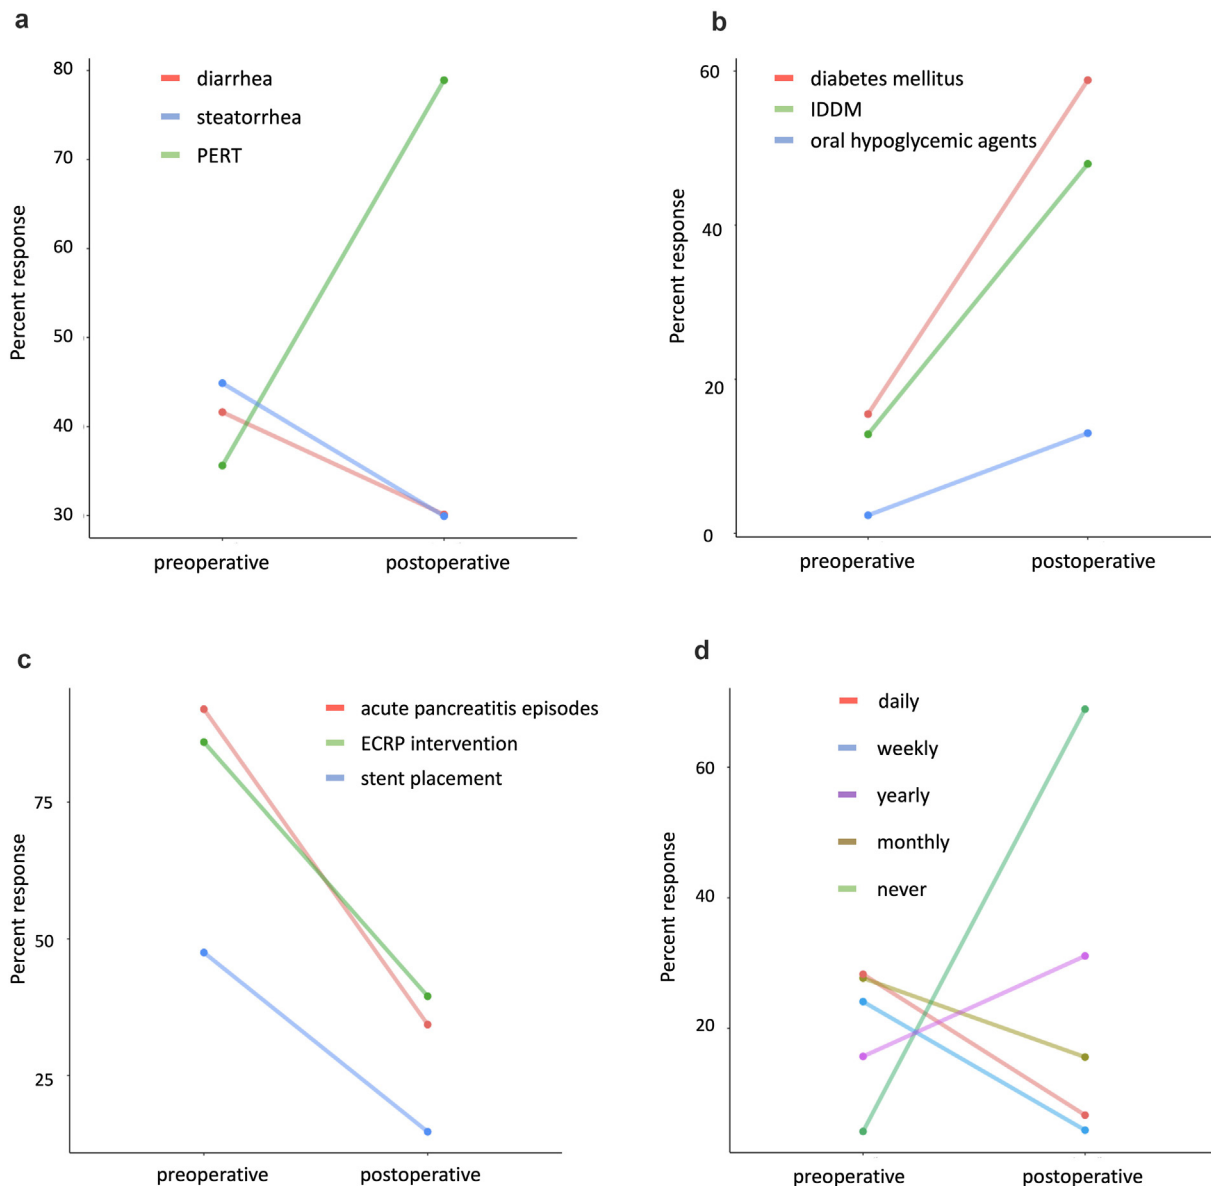 a
80
70
60
50
40
30
Percent response
diarrhea
steatorrhea
PERT
preoperative
postoperative
b
60
40
20
0
Percent response
diabetes mellitus
IDDM
oral hypoglycemic agents
preoperative
postoperative
c
75
50
25
Percent response
acute pancreatitis episodes
ECRP intervention
stent placement
preoperative
postoperative
d
60
40
20
Percent response
daily
weekly
yearly
monthly
never
preoperative
postoperative